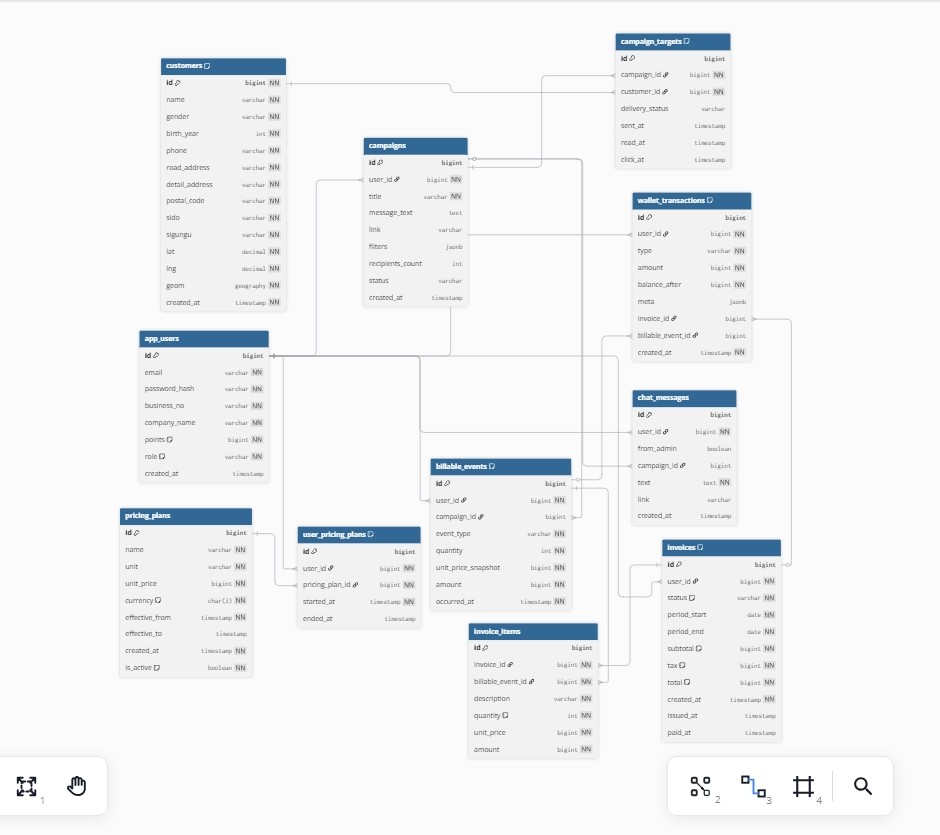 customers
id bigint NN
name varchar NN
gender varchar NN
birth_year int NN
phone varchar NN
road_address varchar NN
detail_address varchar NN
postal_code varchar NN
sido varchar NN
sigungu varchar NN
lat decimal NN
lng decimal NN
geom geography NN
created_at timestamp NN
campaigns
id bigint
user_id bigint NN
title varchar NN
message_text text
link varchar
filters jsonb
recipients_count int
status varchar
created_at timestamp
campaign_targets
id bigint
campaign_id bigint NN
customer_id bigint NN
delivery_status varchar
sent_at timestamp
read_at timestamp
click_at timestamp
wallet_transactions
id bigint
user_id bigint NN
type varchar NN
amount bigint NN
balance_after bigint NN
meta jsonb
invoice_id bigint
billable_event_id bigint
created_at timestamp NN
app_users
id bigint
email varchar NN
password_hash varchar NN
business_no varchar NN
company_name varchar NN
points bigint NN
role varchar NN
created_at timestamp
chat_messages
id bigint
user_id bigint NN
from_admin boolean
campaign_id bigint
text text NN
link varchar
created_at timestamp
billable_events
id bigint
user_id bigint NN
campaign_id bigint
event_type varchar NN
quantity int NN
unit_price_snapshot bigint NN
amount bigint NN
occurred_at timestamp NN
pricing_plans
id bigint
name varchar NN
unit varchar NN
unit_price bigint NN
currency char(3) NN
effective_from timestamp NN
effective_to timestamp
created_at timestamp NN
is_active boolean NN
user_pricing_plans
id bigint
user_id bigint NN
pricing_plan_id bigint NN
started_at timestamp NN
ended_at timestamp
invoices
id bigint
user_id bigint NN
status varchar NN
period_start date NN
period_end date NN
subtotal bigint NN
tax bigint NN
total bigint NN
created_at timestamp NN
issued_at timestamp
paid_at timestamp
invoice_items
id bigint
invoice_id bigint NN
billable_event_id bigint NN
description varchar NN
quantity int NN
unit_price bigint NN
amount bigint NN
1
2
3
4